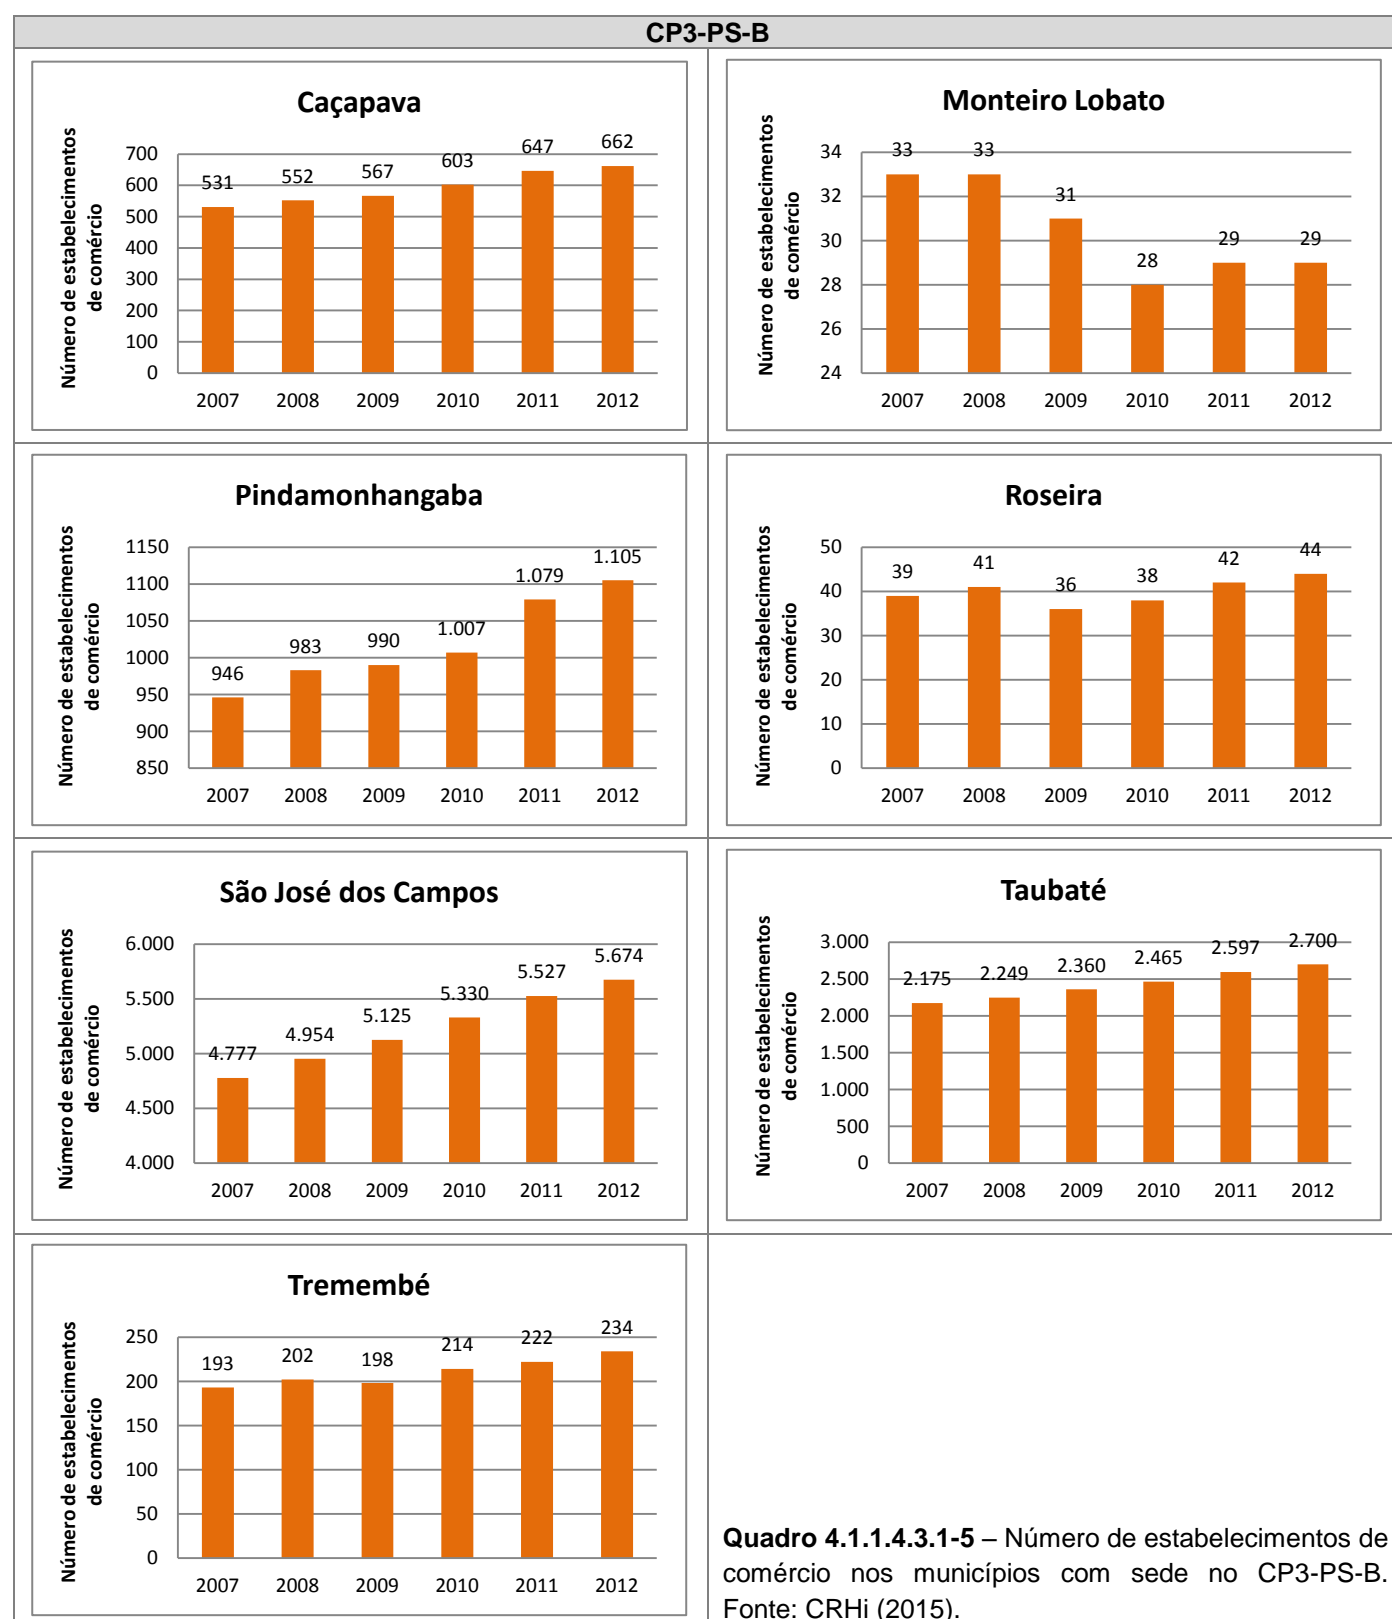 CP3-PS-B
Caçapava
Número de estabelecimentos
de comércio
700
600
500
400
300
200
100
0
531
552
567
603
647
662
2007 2008 2009 2010 2011 2012
Monteiro Lobato
Número de estabelecimentos
de comércio
34
32
30
28
26
24
33
33
31
28
29
29
2007 2008 2009 2010 2011 2012
Pindamonhangaba
Número de estabelecimentos
de comércio
1150
1100
1050
1000
950
900
850
946
983
990
1.007
1.079
1.105
2007 2008 2009 2010 2011 2012
Roseira
Número de estabelecimentos
de comércio
50
40
30
20
10
0
39
41
36
38
42
44
2007 2008 2009 2010 2011 2012
São José dos Campos
Número de estabelecimentos
de comércio
6.000
5.500
5.000
4.500
4.000
4.777
4.954
5.125
5.330
5.527
5.674
2007 2008 2009 2010 2011 2012
Taubaté
Número de estabelecimentos
de comércio
3.000
2.500
2.000
1.500
1.000
500
0
2.175
2.249
2.360
2.465
2.597
2.700
2007 2008 2009 2010 2011 2012
Tremembé
Número de estabelecimentos
de comércio
250
200
150
100
50
0
193
202
198
214
222
234
2007 2008 2009 2010 2011 2012
Quadro 4.1.1.4.3.1-5 – Número de estabelecimentos de
comércio nos municípios com sede no CP3-PS-B.
Fonte: CRHi (2015).